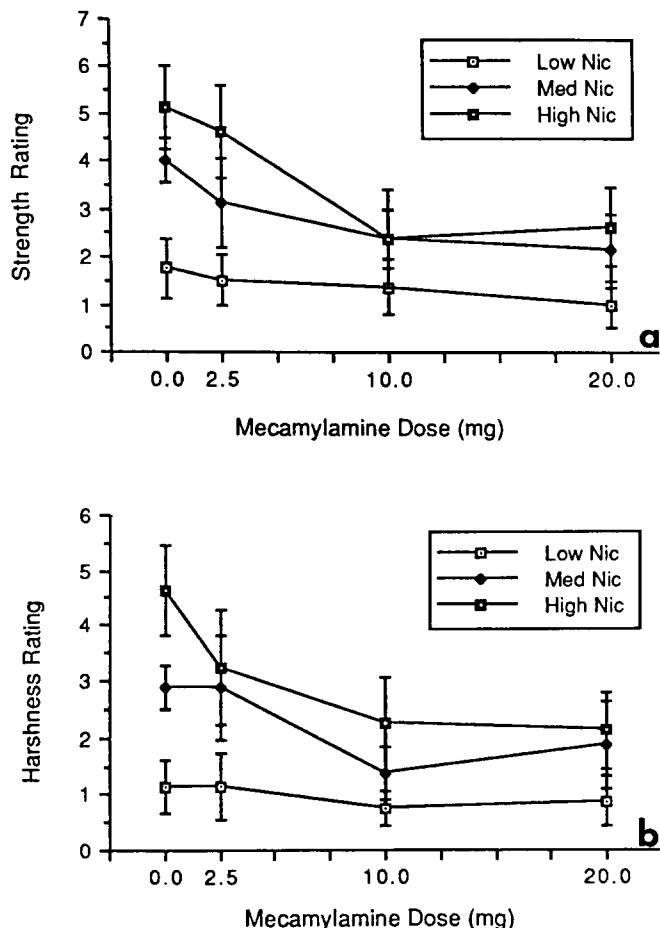 7
6
5
4
3
2
1
0
Strength Rating
Low Nic
Med Nic
High Nic
a
0.0 2.5 10.0 20.0
Mecamylamine Dose (mg)
6
5
4
3
2
1
0
Harshness Rating
Low Nic
Med Nic
High Nic
b
0.0 2.5 10.0 20.0
Mecamylamine Dose (mg)